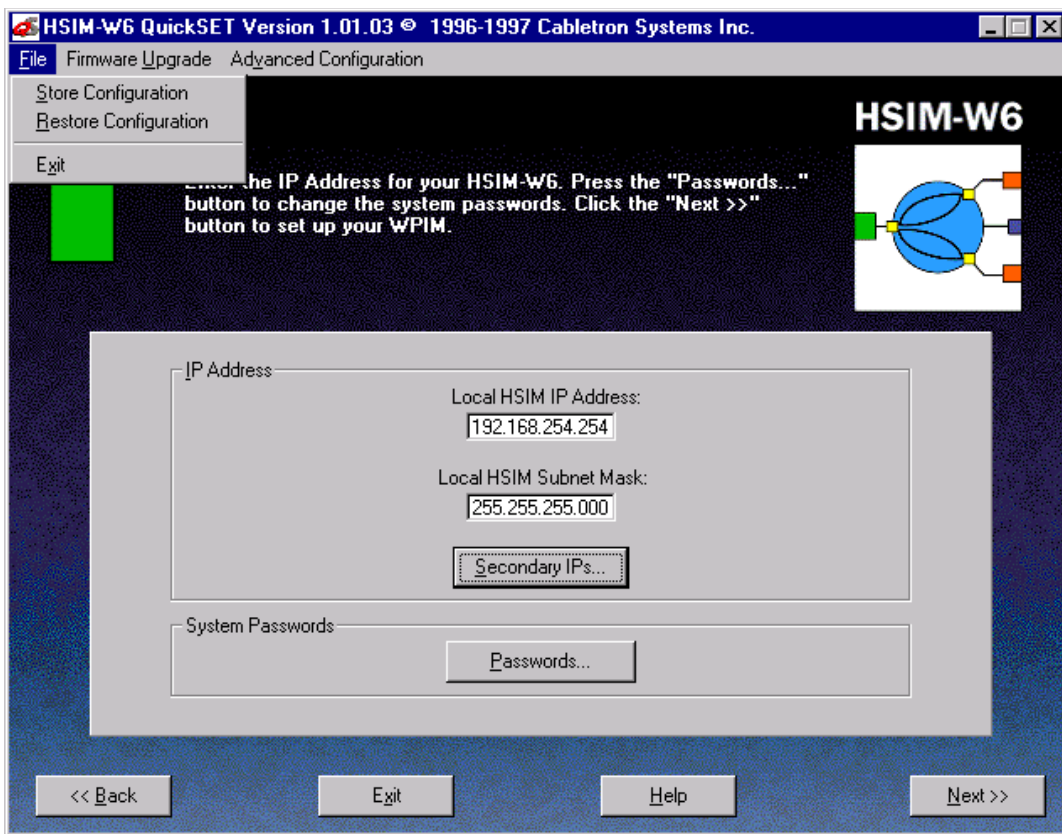 HSIM-W6 QuickSET Version 1.01.03 © 1996-1997 Cabletron Systems Inc.
File Firmware Upgrade Advanced Configuration
Store Configuration
Restore Configuration
Exit
HSIM-W6
the IP Address for your HSIM-W6. Press the "Passwords..."
button to change the system passwords. Click the "Next >>"
button to set up your WPIM.
IP Address
Local HSIM IP Address:
192.168.254.254
Local HSIM Subnet Mask:
255.255.255.000
Secondary IPs...
System Passwords
Passwords...
<< Back Exit Help Next >>